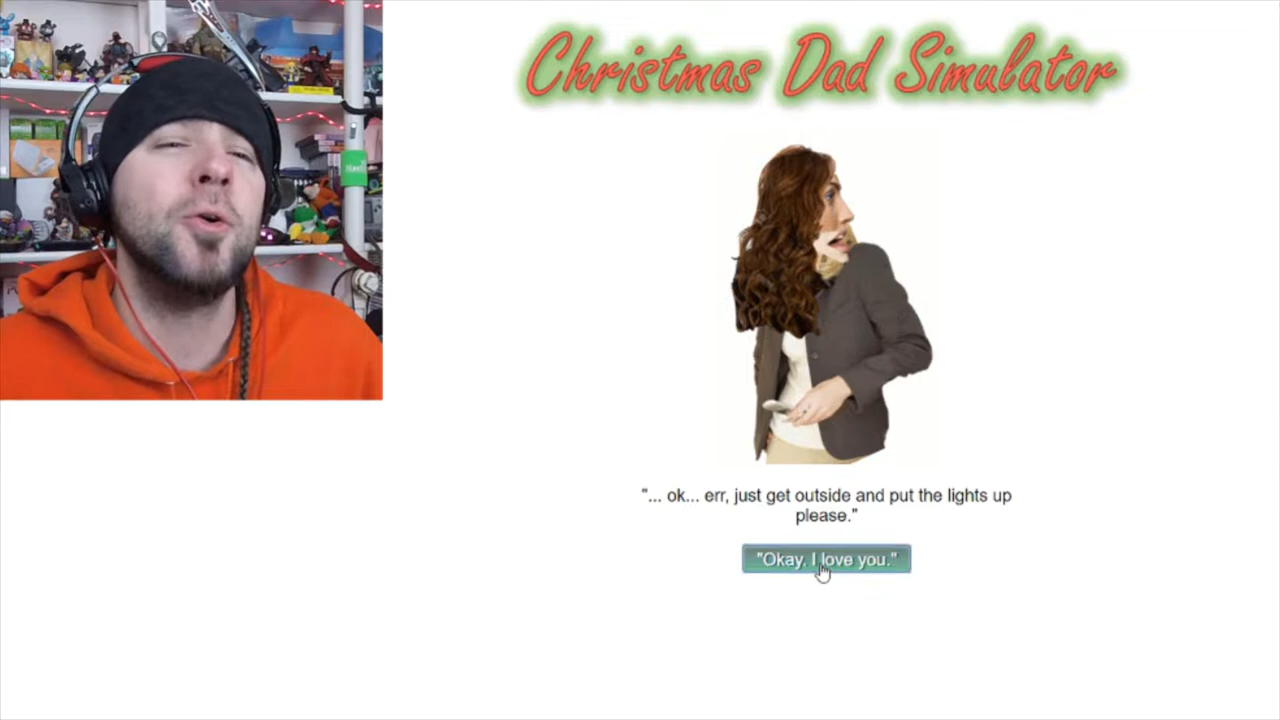 Christmas Dad Simulator
"... ok... err, just get outside and put the lights up
please."
"Okay. I love you."